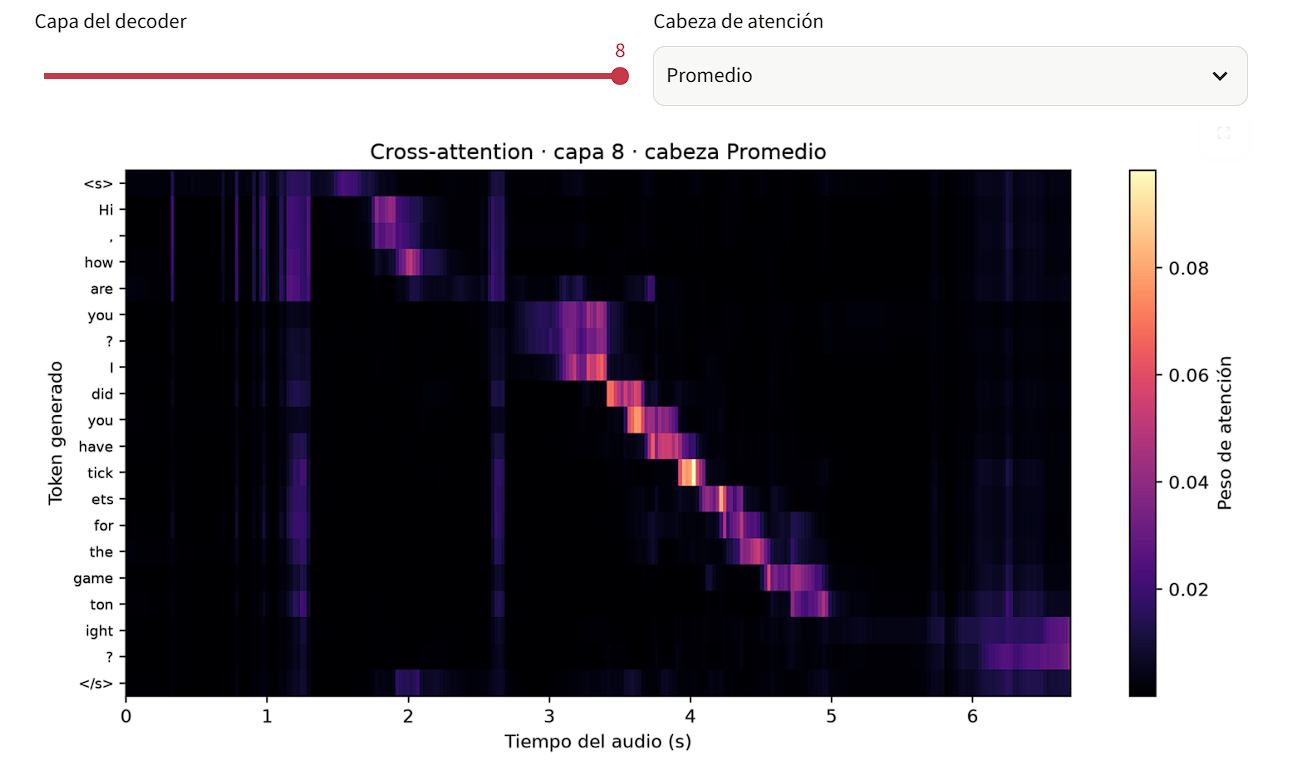 Capa del decoder
Cabeza de atención
8
Promedio
Cross-attention · capa 8 · cabeza Promedio
<s>
Hi
,
how
are
you
?
I
did
you
have
tick
ets
for
the
game
ton
ight
?
</s>
Token generado
0 1 2 3 4 5 6
Tiempo del audio (s)
0.08
0.06
0.04
0.02
Peso de atención